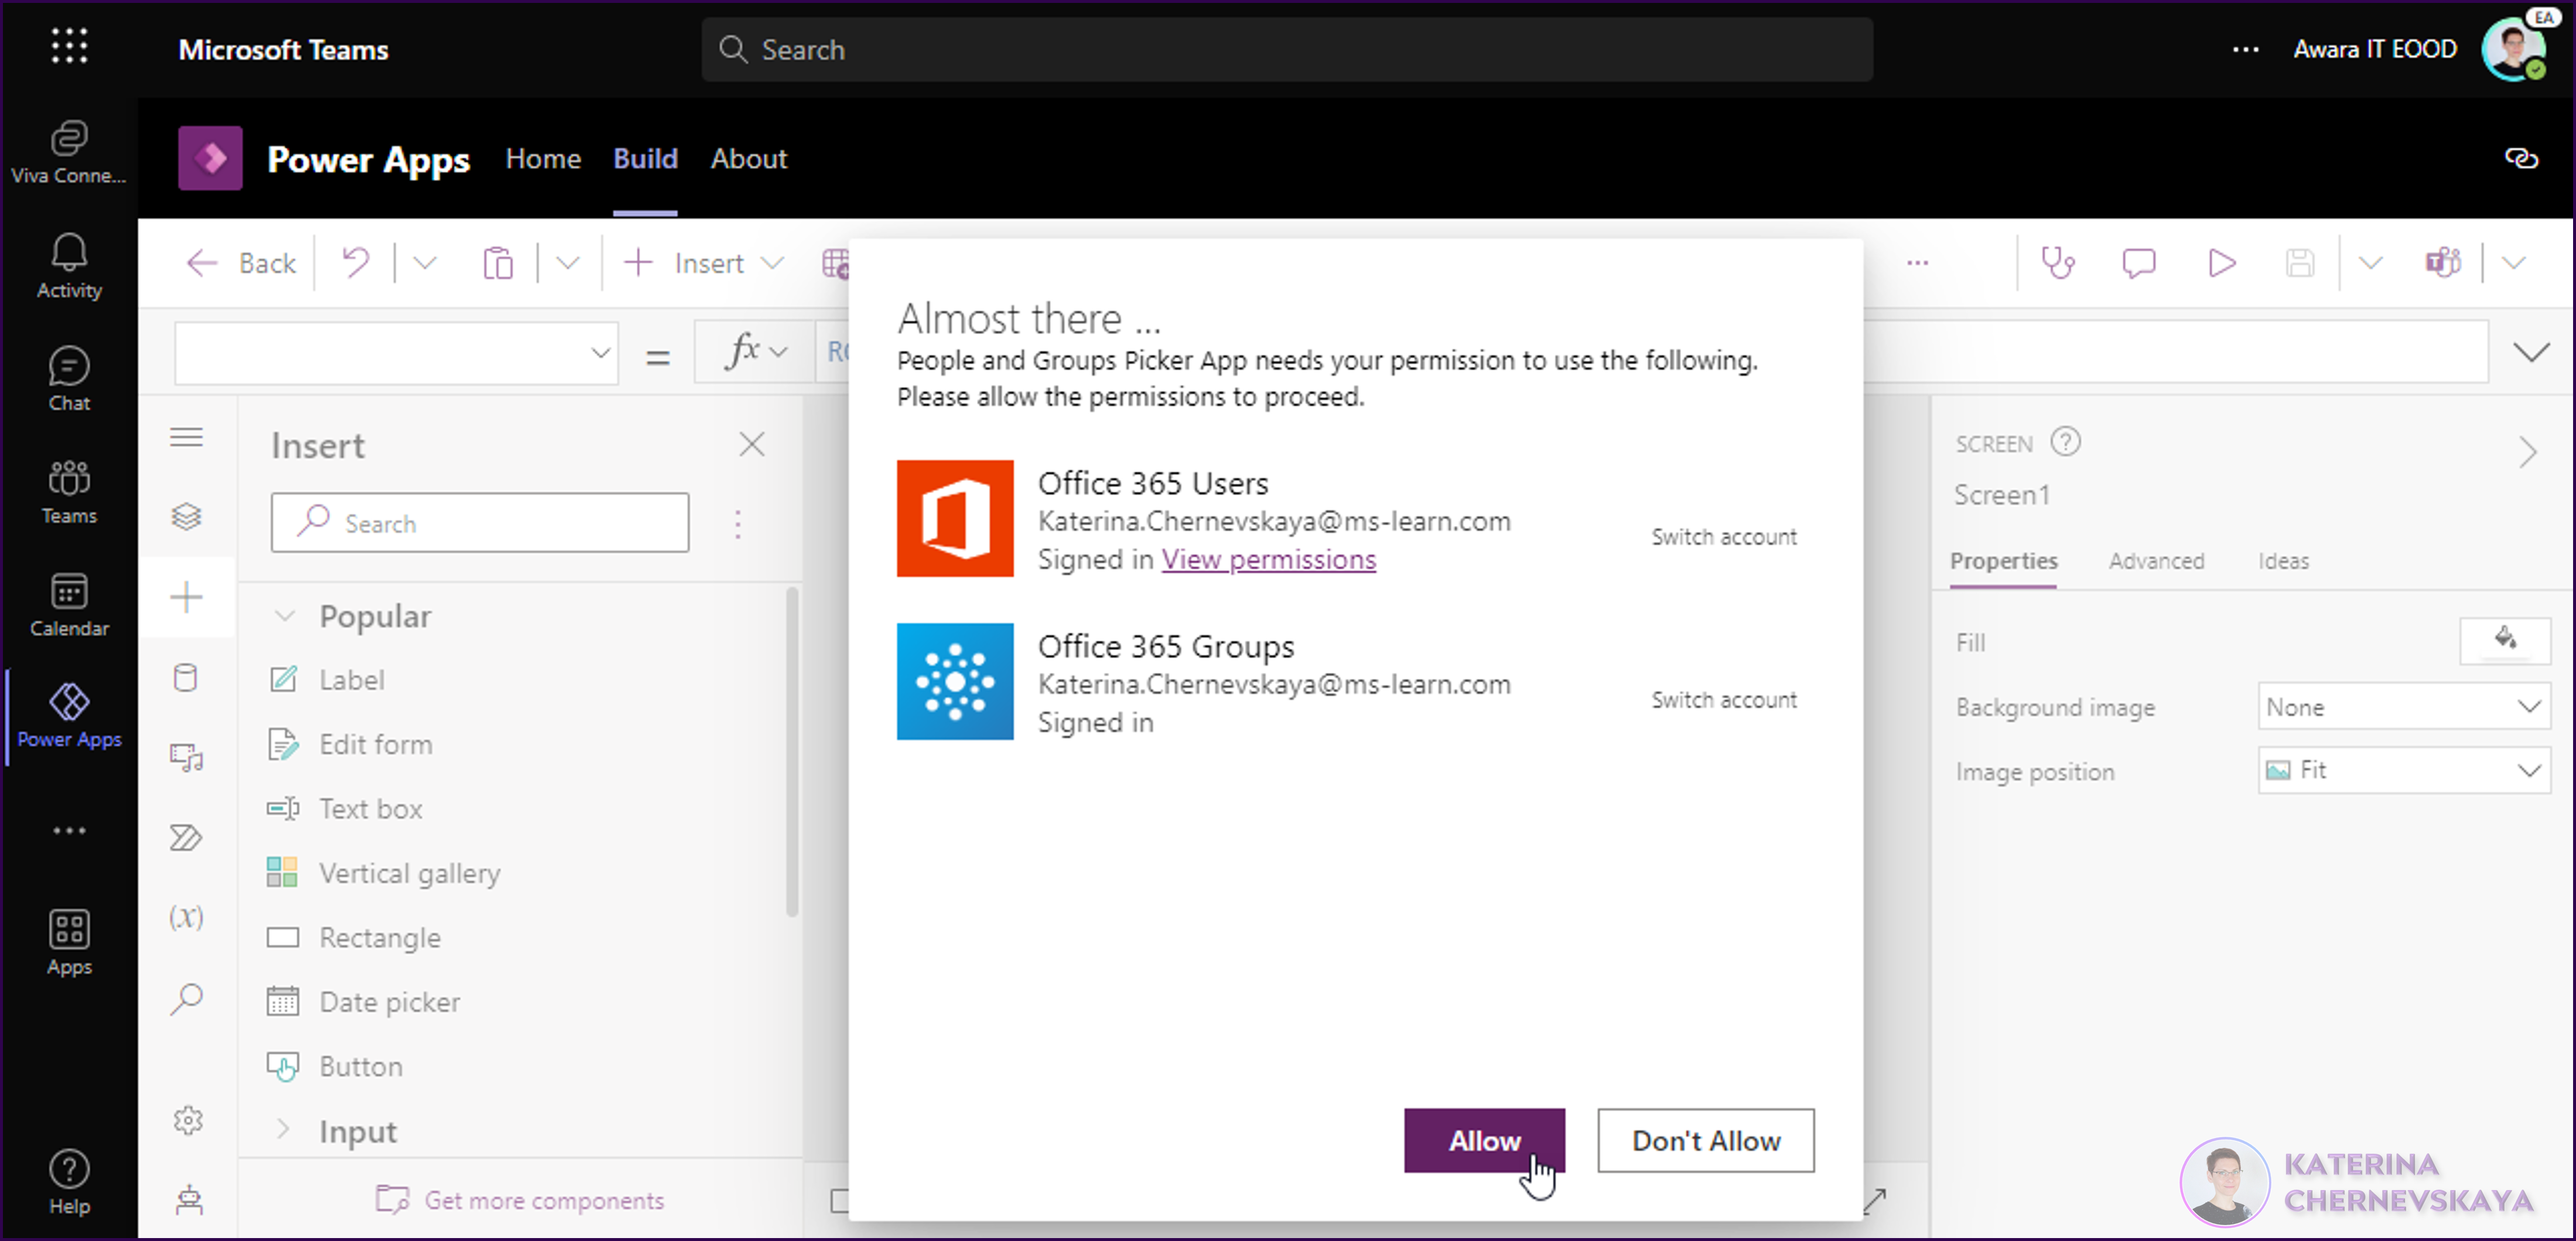 Microsoft Teams
Search
Awara IT EOOD
EA
Viva Conne...
Activity
Chat
Teams
Calendar
Power Apps
Apps
Help
Power Apps
Home
Build
About
Back
Insert
=
fx
Insert
Search
Popular
Label
Edit form
Text box
Vertical gallery
Rectangle
Date picker
Button
Input
Get more components
(x)
Almost there ...
People and Groups Picker App needs your permission to use the following.
Please allow the permissions to proceed.
Office 365 Users
Katerina.Chernevskaya@ms-learn.com
Signed in View permissions
Switch account
Office 365 Groups
Katerina.Chernevskaya@ms-learn.com
Signed in
Switch account
Allow
Don't Allow
SCREEN
Screen1
Properties
Advanced
Ideas
Fill
Background image
None
Image position
Fit
KATERINA
CHERNEVSKAYA